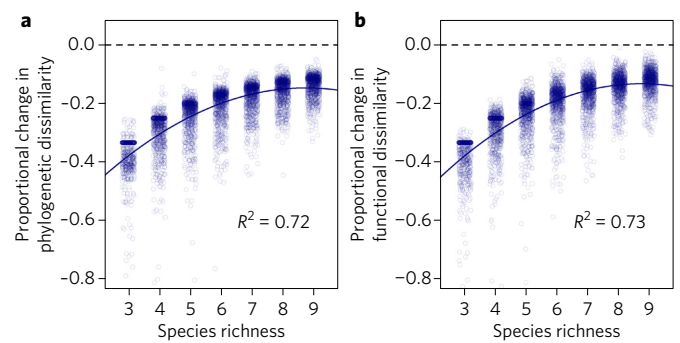 a
Proportional change in
phylogenetic dissimilarity
0.0
−0.2
−0.4
−0.6
−0.8
R² = 0.72
3 4 5 6 7 8 9
Species richness
b
Proportional change in
functional dissimilarity
0.0
−0.2
−0.4
−0.6
−0.8
R² = 0.73
3 4 5 6 7 8 9
Species richness